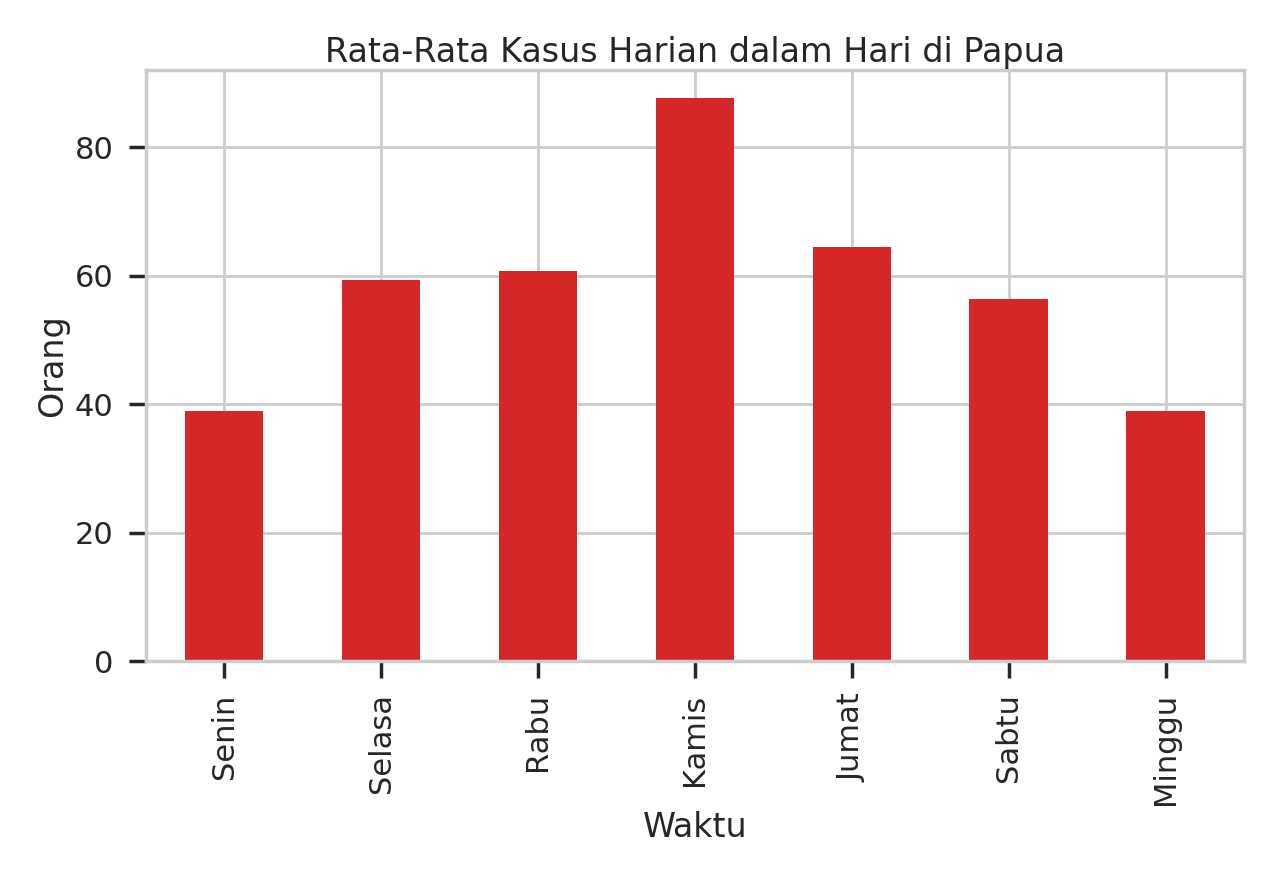 Rata-Rata Kasus Harian dalam Hari di Papua
80
60
40
20
0
Orang
Senin
Selasa
Rabu
Kamis
Jumat
Sabtu
Minggu
Waktu